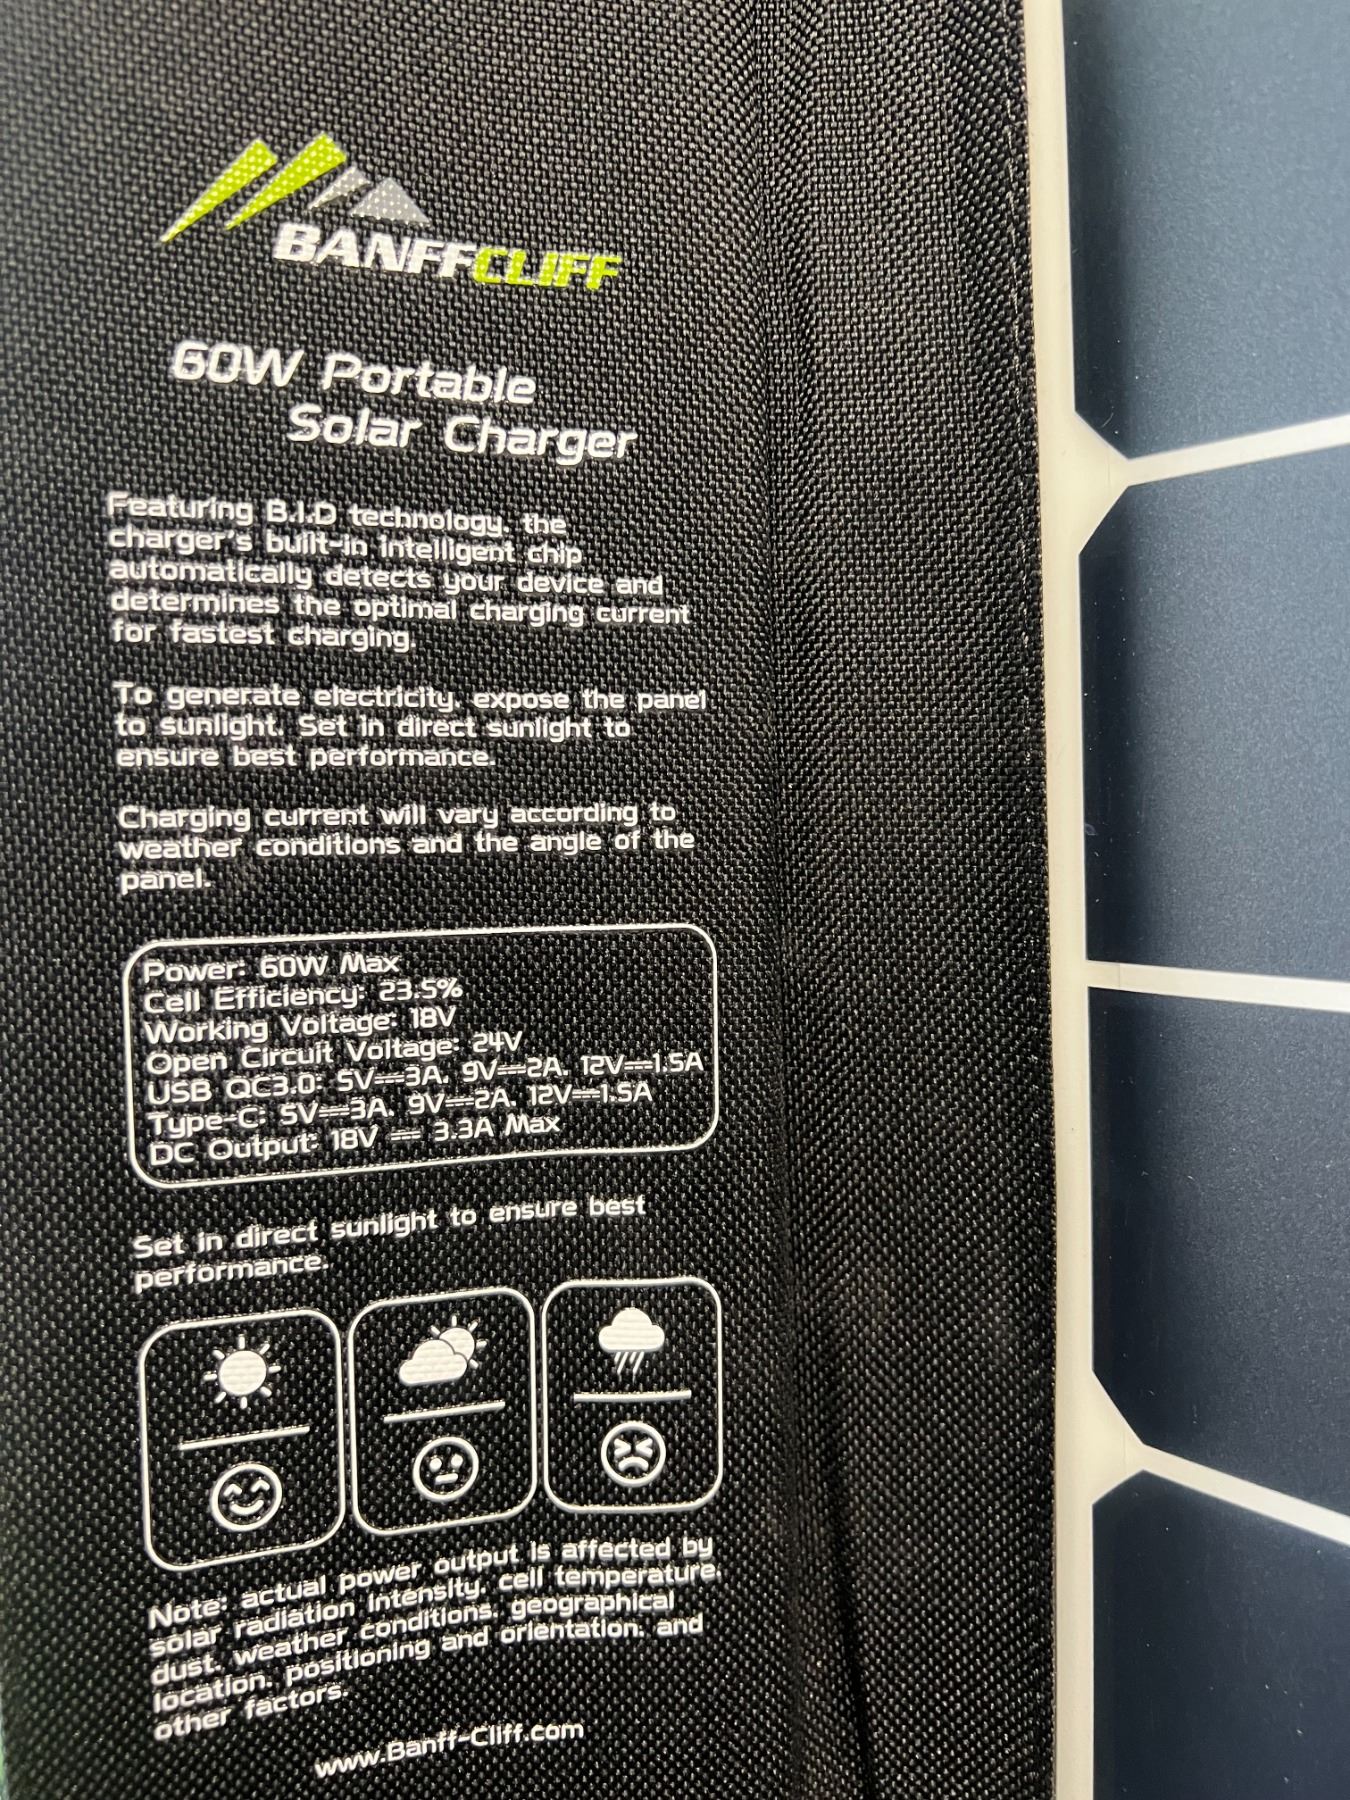 BANFFCLIFF
60W Portable
Solar Charger
Featuring B.I.D technology, the
charger's built-in intelligent chip
automatically detects your device and
determines the optimal charging current
for fastest charging.
To generate electricity, expose the panel
to sunlight. Set in direct sunlight to
ensure best performance.
Charging current will vary according to
weather conditions and the angle of the
panel.
Power: 60W Max
Cell Efficiency: 23.5%
Working Voltage: 18V
Open Circuit Voltage: 24V
USB QC3.0: 5V⎓3A, 9V⎓2A, 12V⎓1.5A
Type-C: 5V⎓3A, 9V⎓2A, 12V⎓1.5A
DC Output: 18V ⎓ 3.3A Max
Set in direct sunlight to ensure best
performance.
Note: actual power output is affected by
solar radiation intensity, cell temperature,
dust, weather conditions, geographical
location, positioning and orientation, and
other factors.
www.Banff-Cliff.com